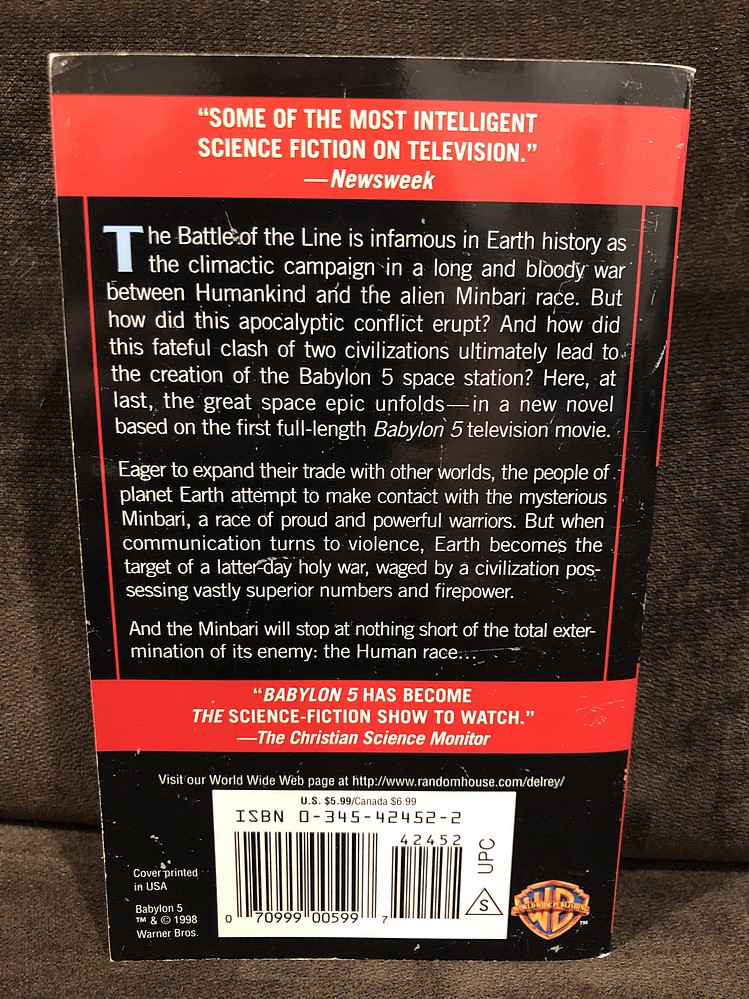 “SOME OF THE MOST INTELLIGENT
SCIENCE FICTION ON TELEVISION.”
—Newsweek
The Battle of the Line is infamous in Earth history as
the climactic campaign in a long and bloody war
between Humankind and the alien Minbari race. But
how did this apocalyptic conflict erupt? And how did
this fateful clash of two civilizations ultimately lead to
the creation of the Babylon 5 space station? Here, at
last, the great space epic unfolds—in a new novel
based on the first full-length Babylon 5 television movie.
Eager to expand their trade with other worlds, the people of
planet Earth attempt to make contact with the mysterious
Minbari, a race of proud and powerful warriors. But when
communication turns to violence, Earth becomes the
target of a latter-day holy war, waged by a civilization pos-
sessing vastly superior numbers and firepower.
And the Minbari will stop at nothing short of the total exter-
mination of its enemy: the Human race...
“BABYLON 5 HAS BECOME
THE SCIENCE-FICTION SHOW TO WATCH.”
—The Christian Science Monitor
Visit our World Wide Web page at http://www.randomhouse.com/delrey/
U.S. $5.99/Canada $6.99
ISBN 0-345-42452-2
42452
UPC
S
0 70999 00599 7
Cover printed
in USA
Babylon 5
™ & © 1998
Warner Bros.
WB
WORLDWIDE PUBLISHING
™